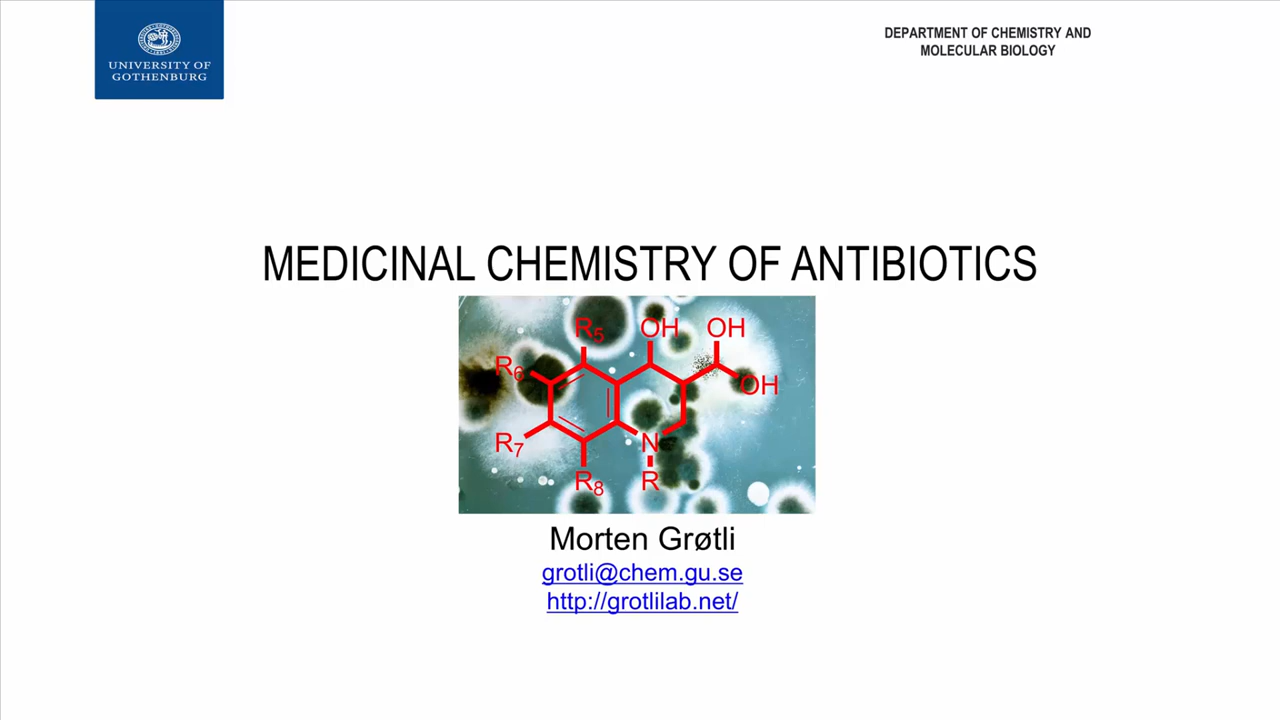 UNIVERSITY OF
GOTHENBURG
DEPARTMENT OF CHEMISTRY AND
MOLECULAR BIOLOGY
MEDICINAL CHEMISTRY OF ANTIBIOTICS
R5 OH OH
R6 OH
R7 N
R8 R
Morten Grøtli
grotli@chem.gu.se
http://grotlilab.net/